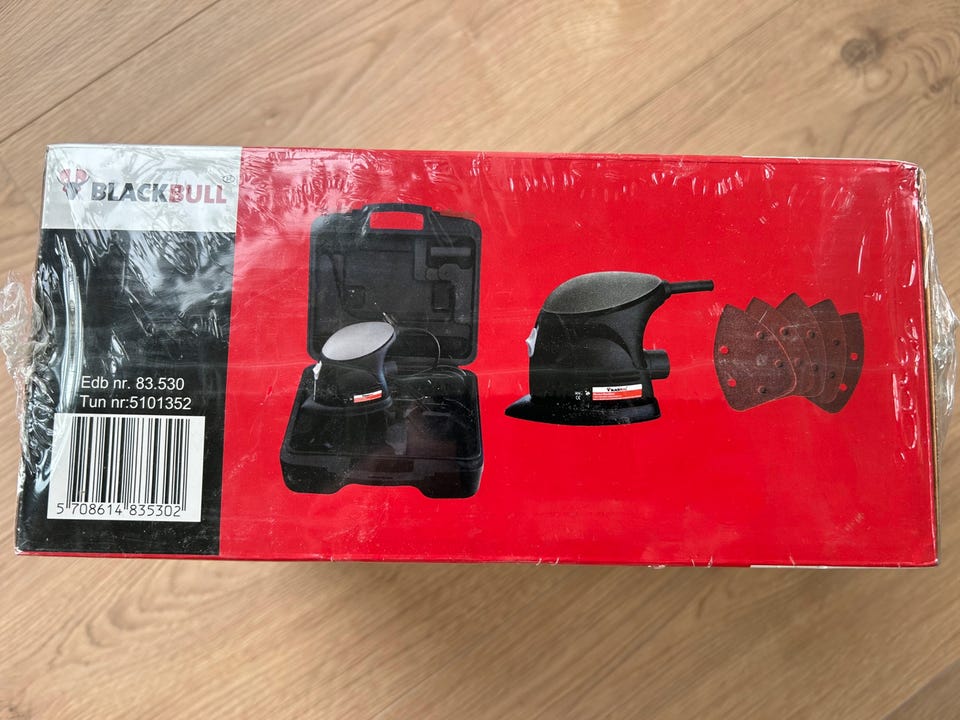 BLACKBULL
Edb nr. 83.530
Tun nr:5101352
5 708614 835302